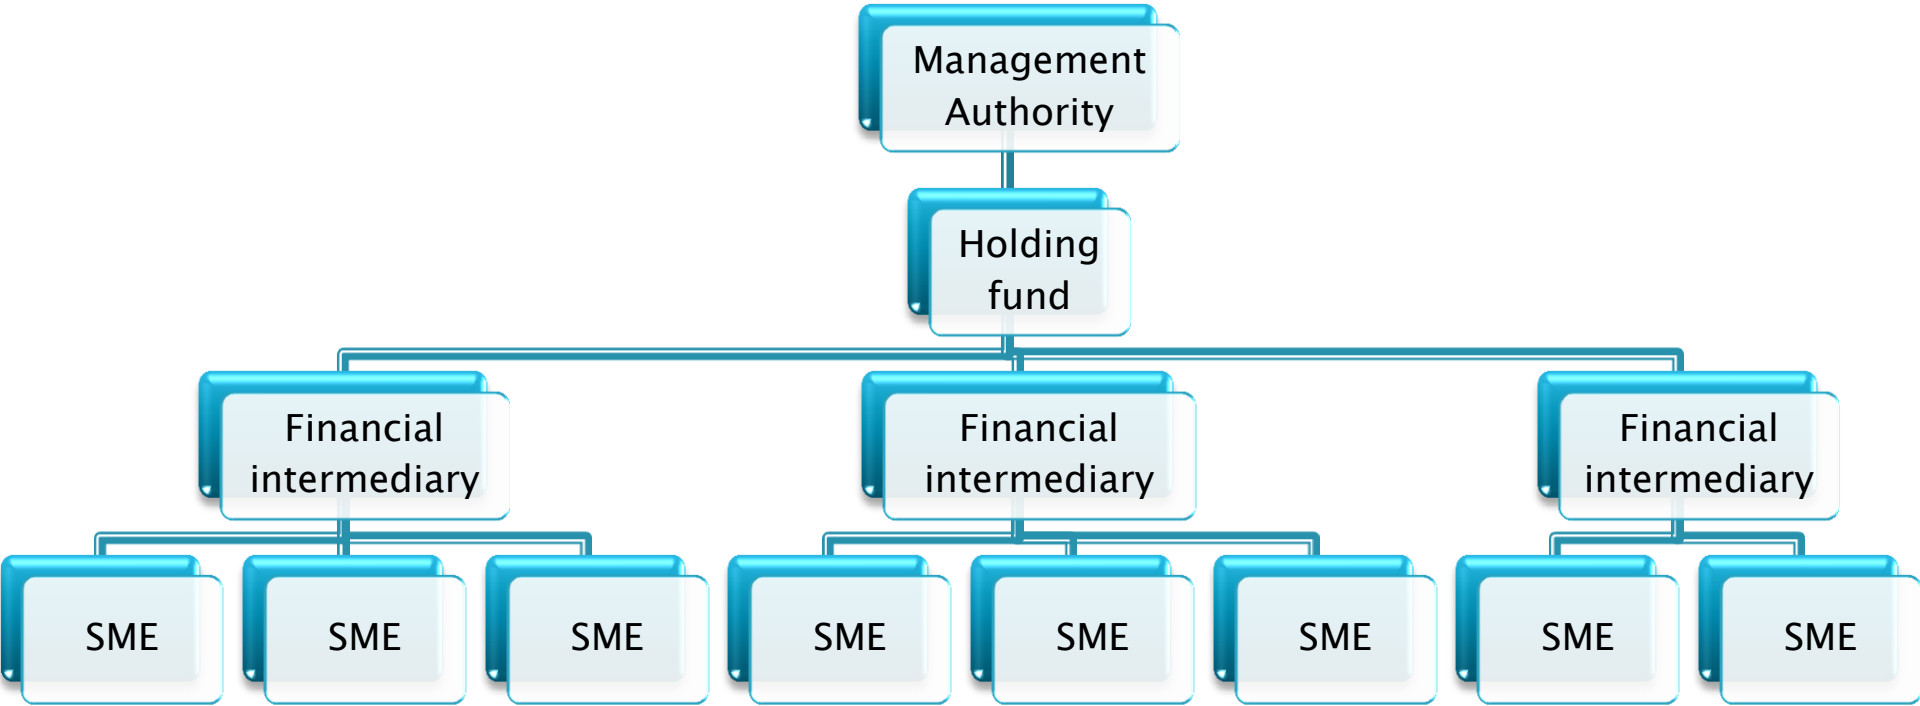 Management
Authority
Holding
fund
Financial
intermediary
Financial
intermediary
Financial
intermediary
SME
SME
SME
SME
SME
SME
SME
SME